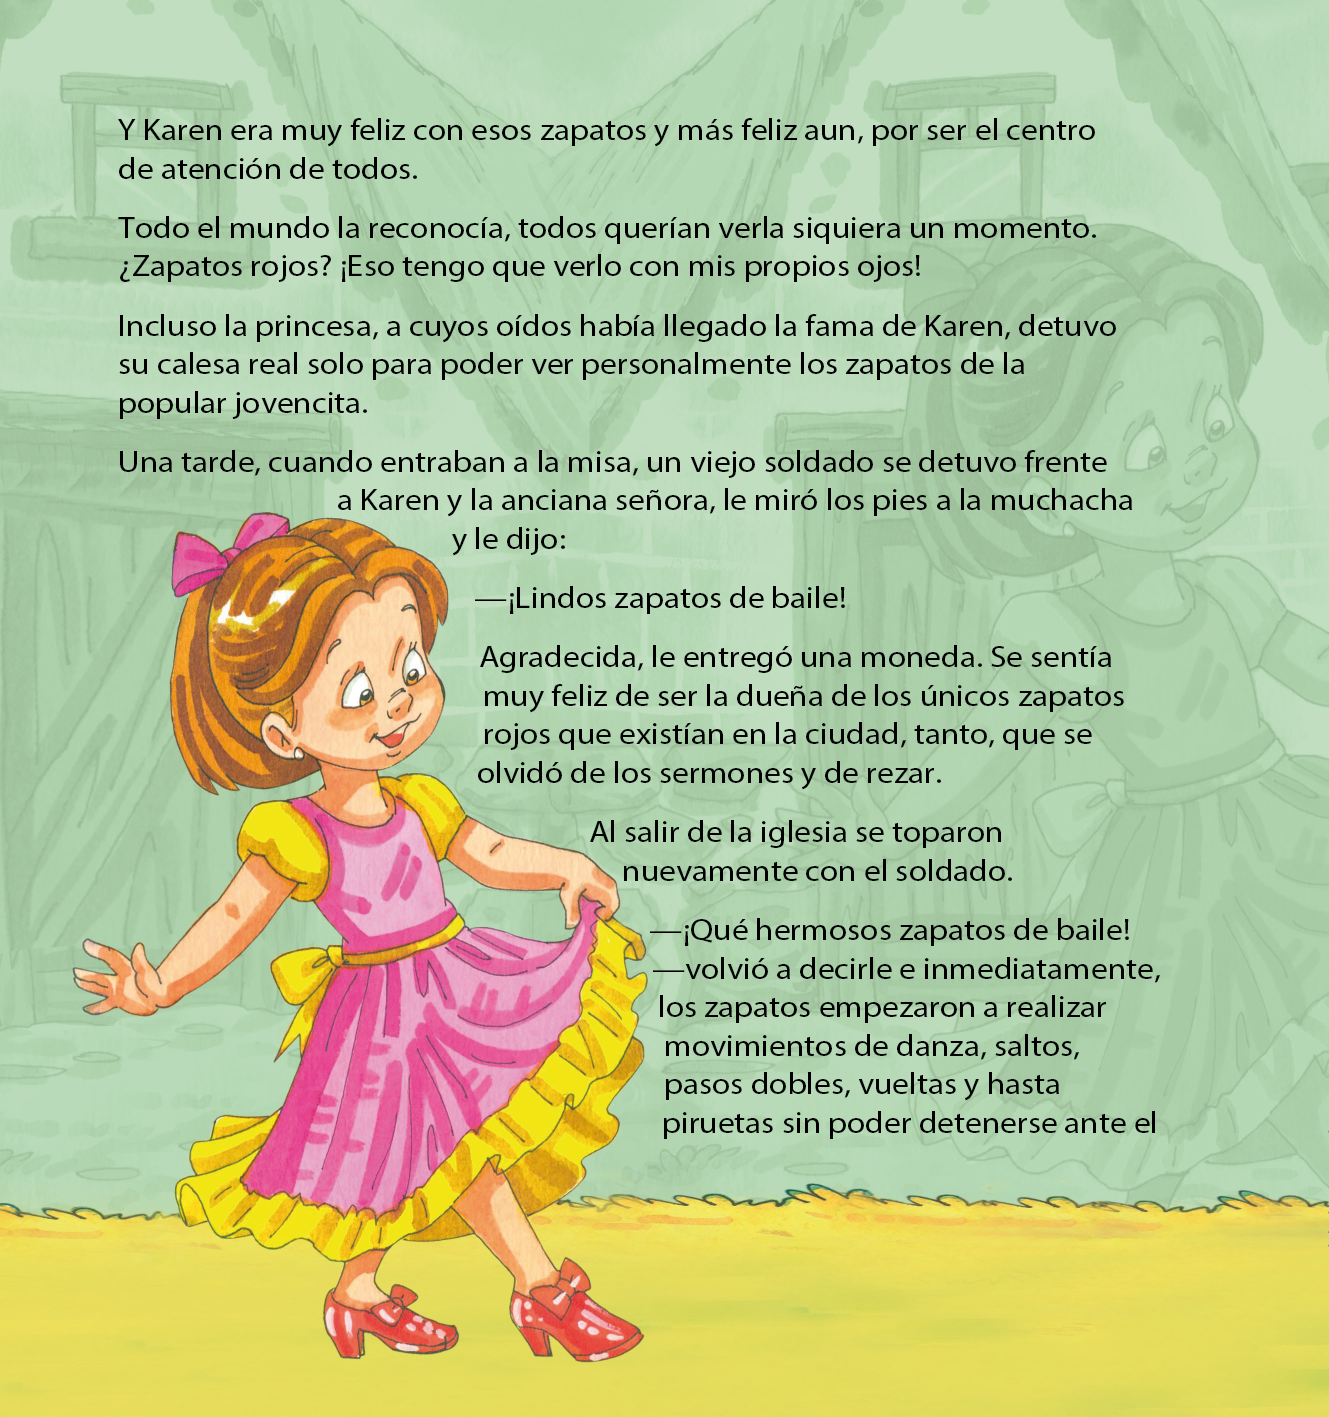 Y Karen era muy feliz con esos zapatos y más feliz aun, por ser el centro
de atención de todos.
Todo el mundo la reconocía, todos querían verla siquiera un momento.
¿Zapatos rojos? ¡Eso tengo que verlo con mis propios ojos!
Incluso la princesa, a cuyos oídos había llegado la fama de Karen, detuvo
su calesa real solo para poder ver personalmente los zapatos de la
popular jovencita.
Una tarde, cuando entraban a la misa, un viejo soldado se detuvo frente
a Karen y la anciana señora, le miró los pies a la muchacha
y le dijo:
—¡Lindos zapatos de baile!
Agradecida, le entregó una moneda. Se sentía
muy feliz de ser la dueña de los únicos zapatos
rojos que existían en la ciudad, tanto, que se
olvidó de los sermones y de rezar.
Al salir de la iglesia se toparon
nuevamente con el soldado.
—¡Qué hermosos zapatos de baile!
—volvió a decirle e inmediatamente,
los zapatos empezaron a realizar
movimientos de danza, saltos,
pasos dobles, vueltas y hasta
piruetas sin poder detenerse ante el